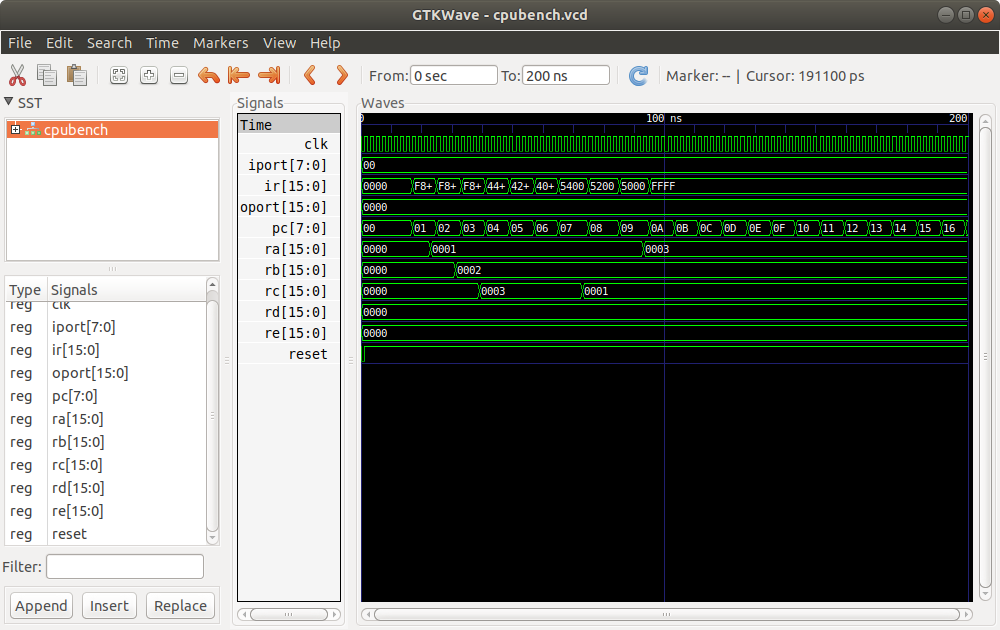 GTKWave - cpubench.vcd
File Edit Search Time Markers View Help
From: 0 sec To: 200 ns Marker: -- | Cursor: 191100 ps
SST
cpubench
Type Signals
reg clk
reg iport[7:0]
reg ir[15:0]
reg oport[15:0]
reg pc[7:0]
reg ra[15:0]
reg rb[15:0]
reg rc[15:0]
reg rd[15:0]
reg re[15:0]
reg reset
Filter:
Append Insert Replace
Signals
Time
clk
iport[7:0]
ir[15:0]
oport[15:0]
pc[7:0]
ra[15:0]
rb[15:0]
rc[15:0]
rd[15:0]
re[15:0]
reset
Waves
0 100 ns 200
00
0000 F8+ F8+ F8+ 44+ 42+ 40+ 5400 5200 5000 FFFF
0000
00 01 02 03 04 05 06 07 08 09 0A 0B 0C 0D 0E 0F 10 11 12 13 14 15 16
0000 0001 0003
0000 0002
0000 0003 0001
0000
0000